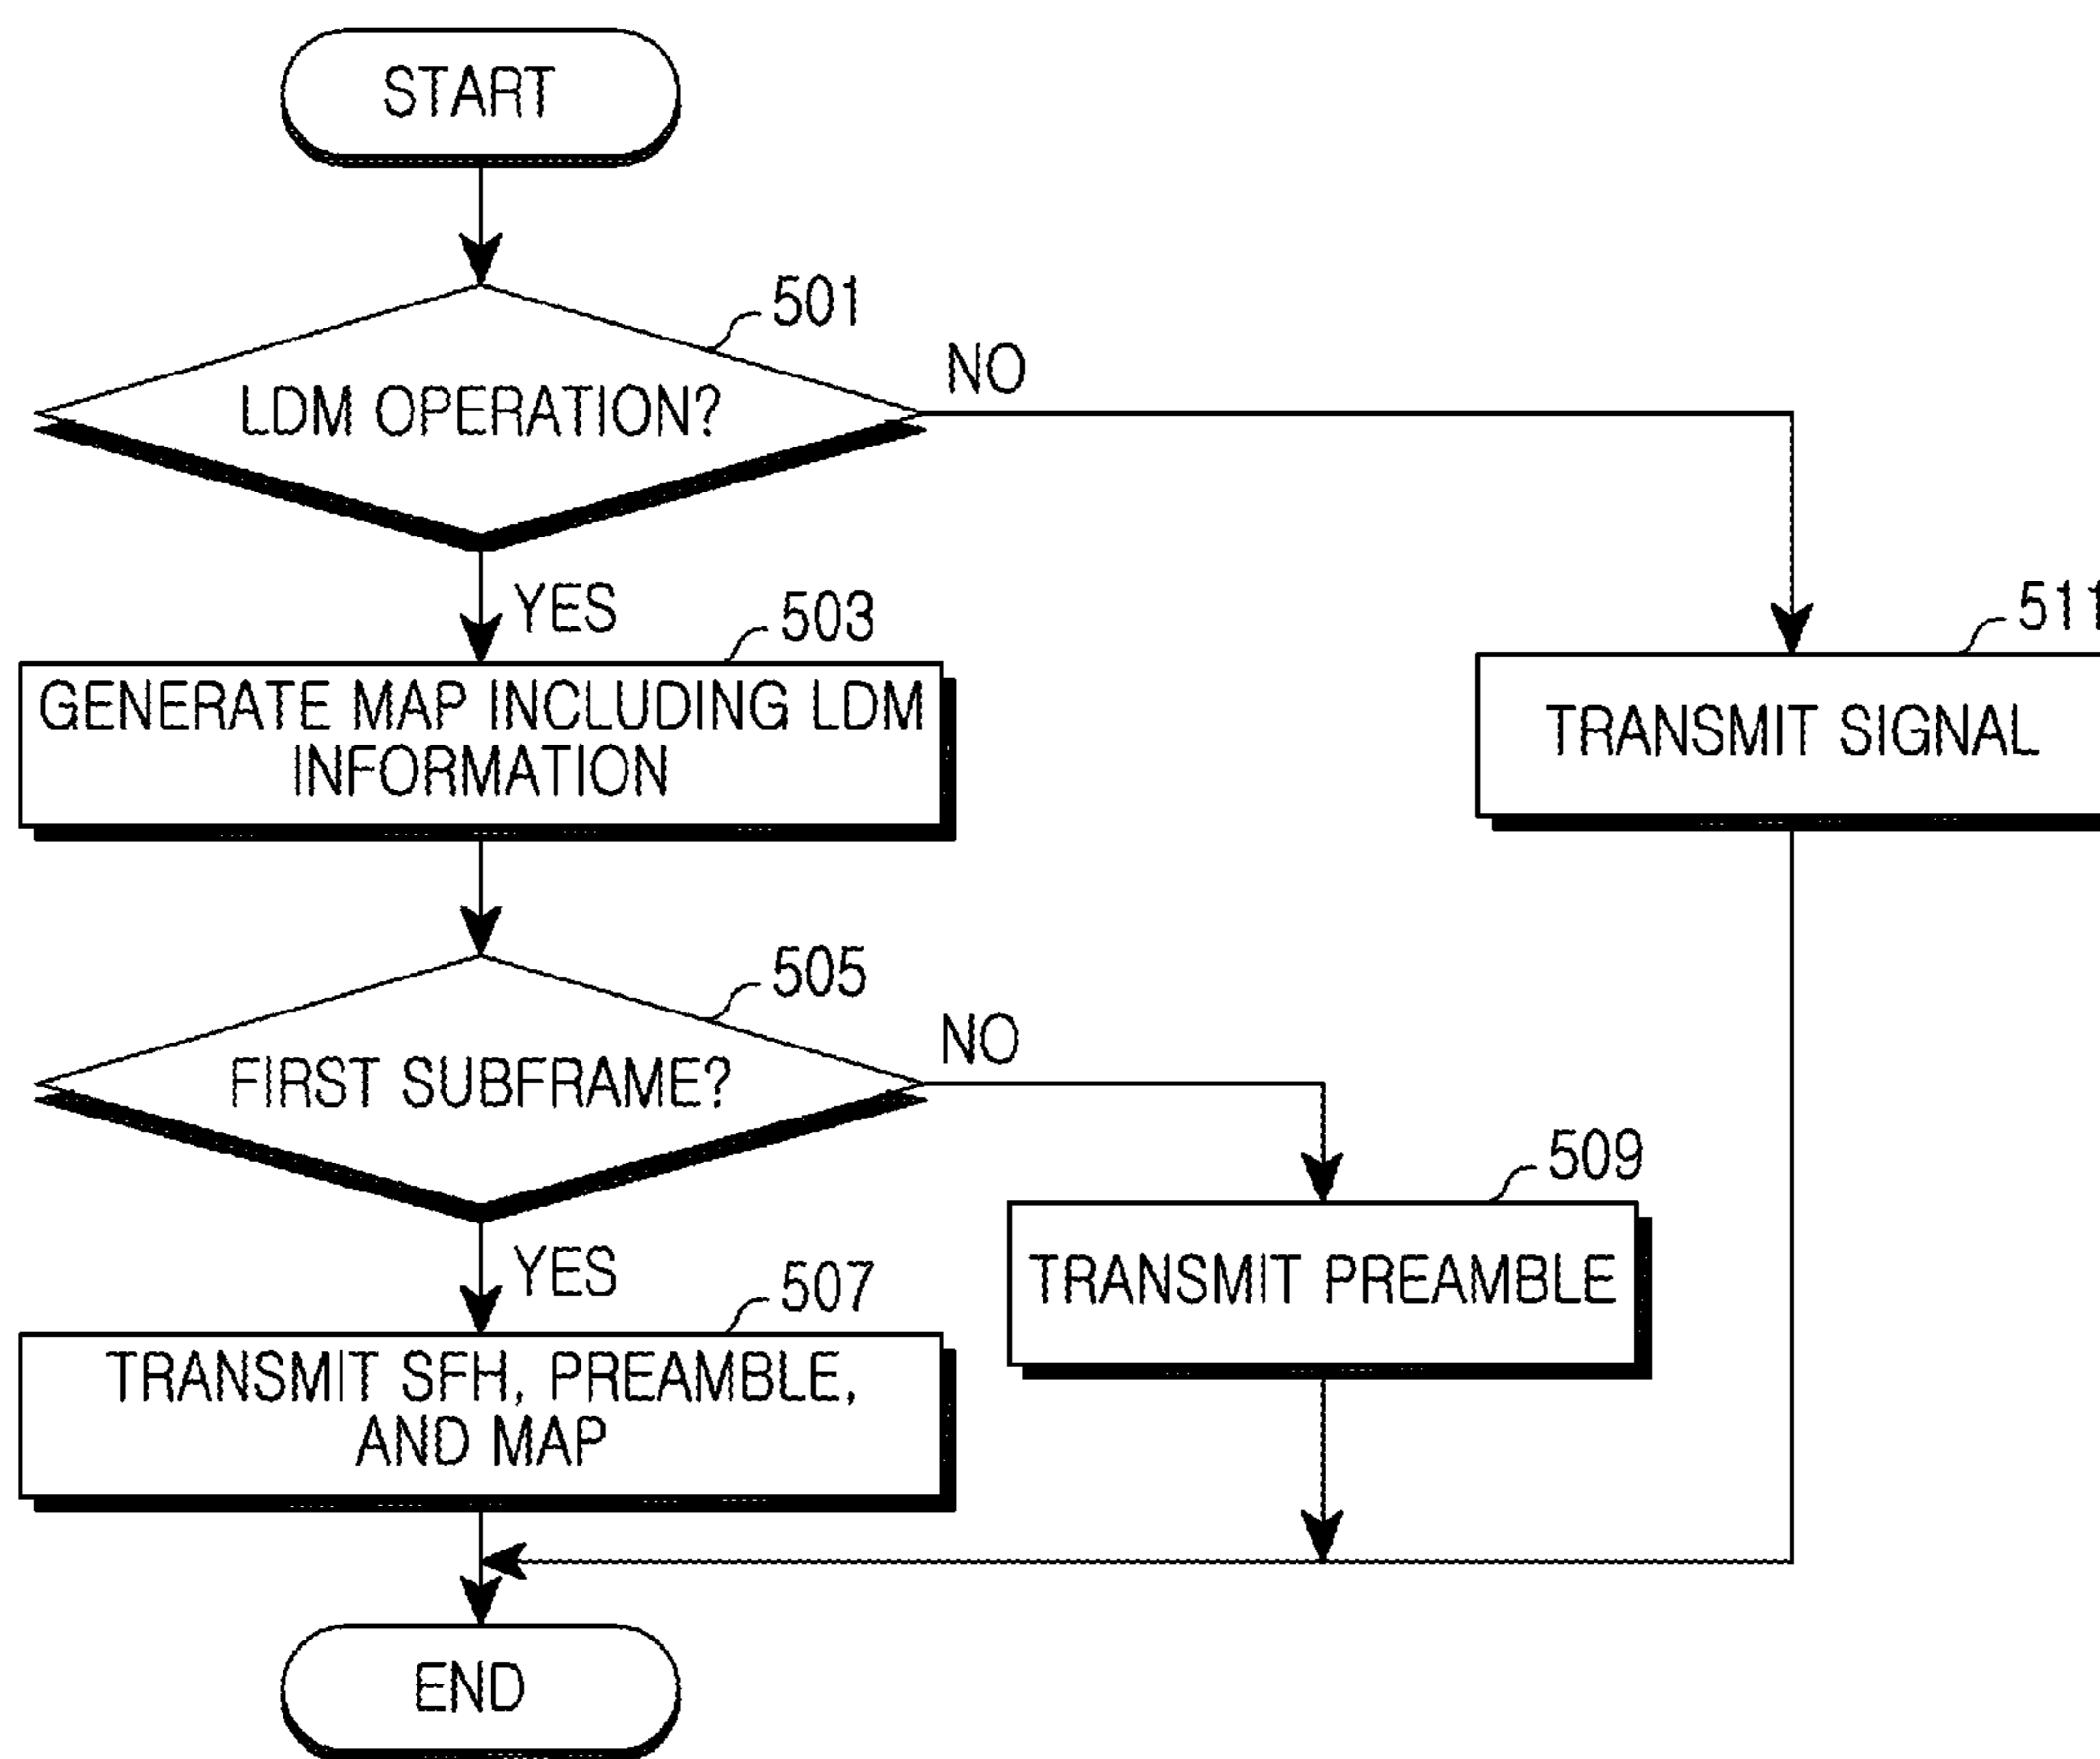 START
501
LDM OPERATION?
NO
YES
503
GENERATE MAP INCLUDING LDM
INFORMATION
511
TRANSMIT SIGNAL
505
FIRST SUBFRAME?
NO
509
TRANSMIT PREAMBLE
YES
507
TRANSMIT SFH, PREAMBLE,
AND MAP
END